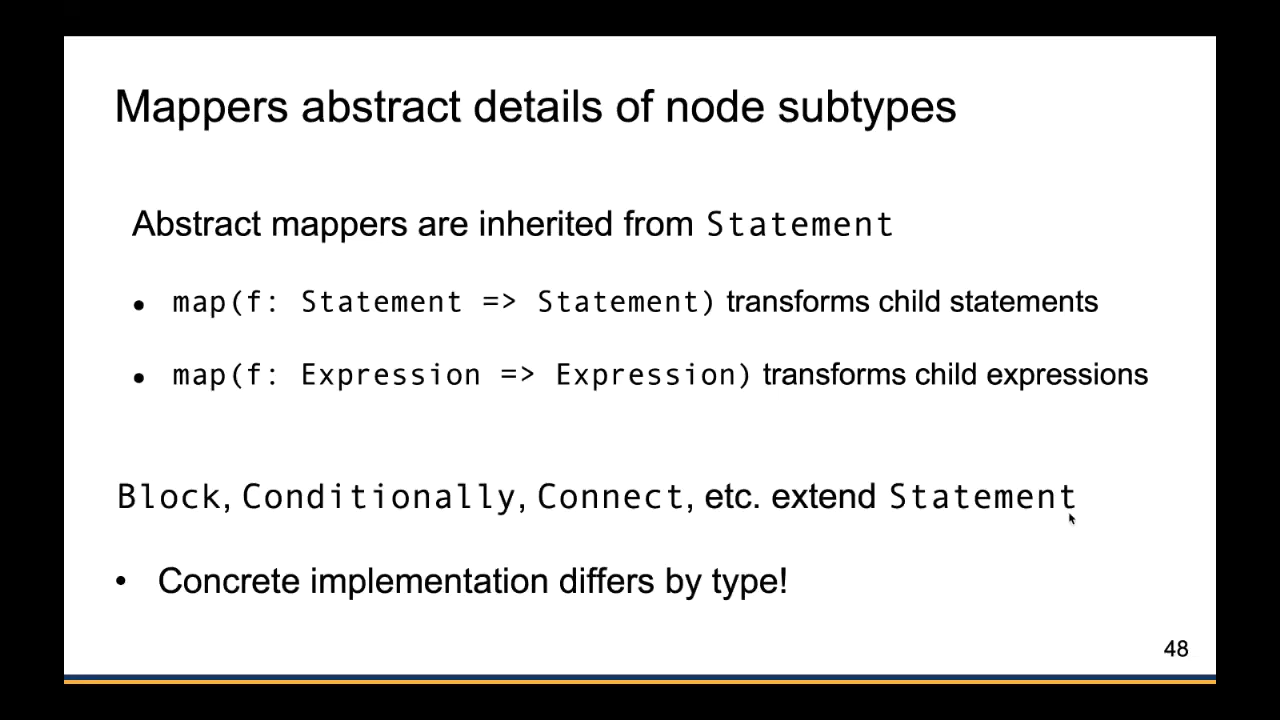 Mappers abstract details of node subtypes
Abstract mappers are inherited from Statement
● map(f: Statement => Statement) transforms child statements
● map(f: Expression => Expression) transforms child expressions
Block, Conditionally, Connect, etc. extend Statement
• Concrete implementation differs by type!
48